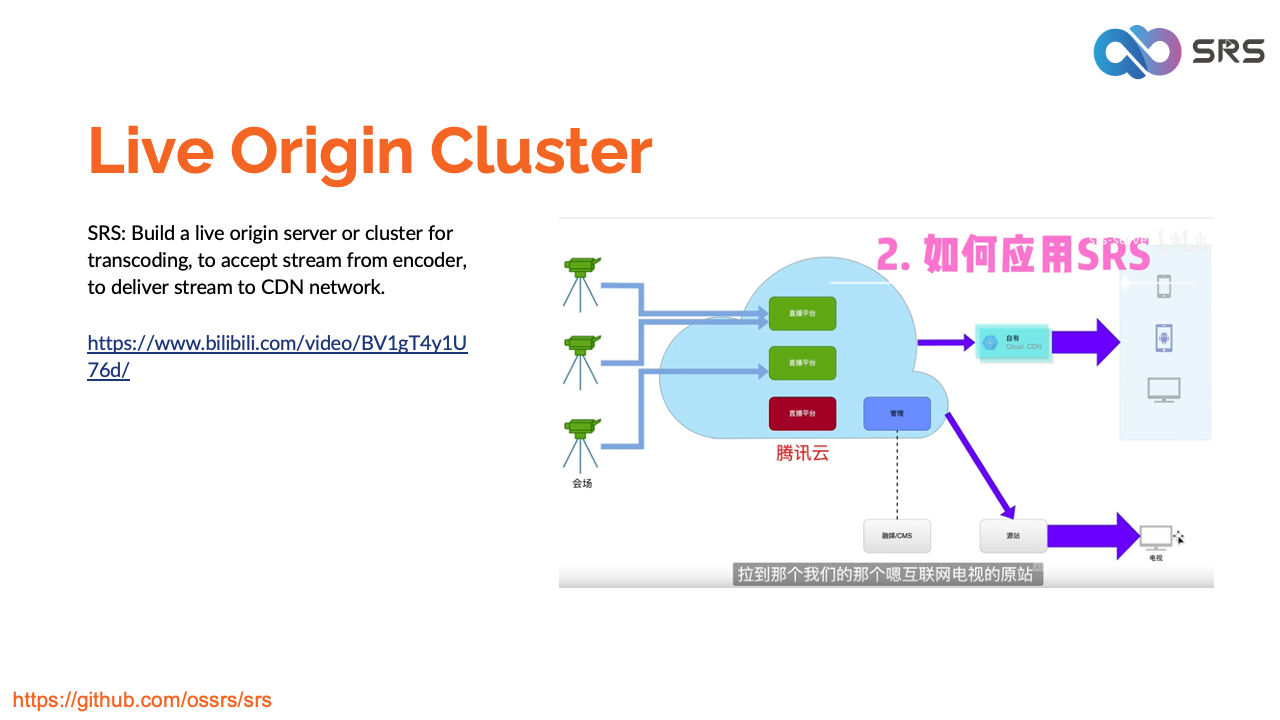 SRS
Live Origin Cluster
SRS: Build a live origin server or cluster for
transcoding, to accept stream from encoder,
to deliver stream to CDN network.
https://www.bilibili.com/video/BV1gT4y1U
76d/
2. 如何应用SRS
srs-server
直播平台
直播平台
直播平台
管理
自有
Cloud CDN
腾讯云
会场
融媒/CMS
源站
电视
拉到那个我们的那个嗯互联网电视的原站
https://github.com/ossrs/srs